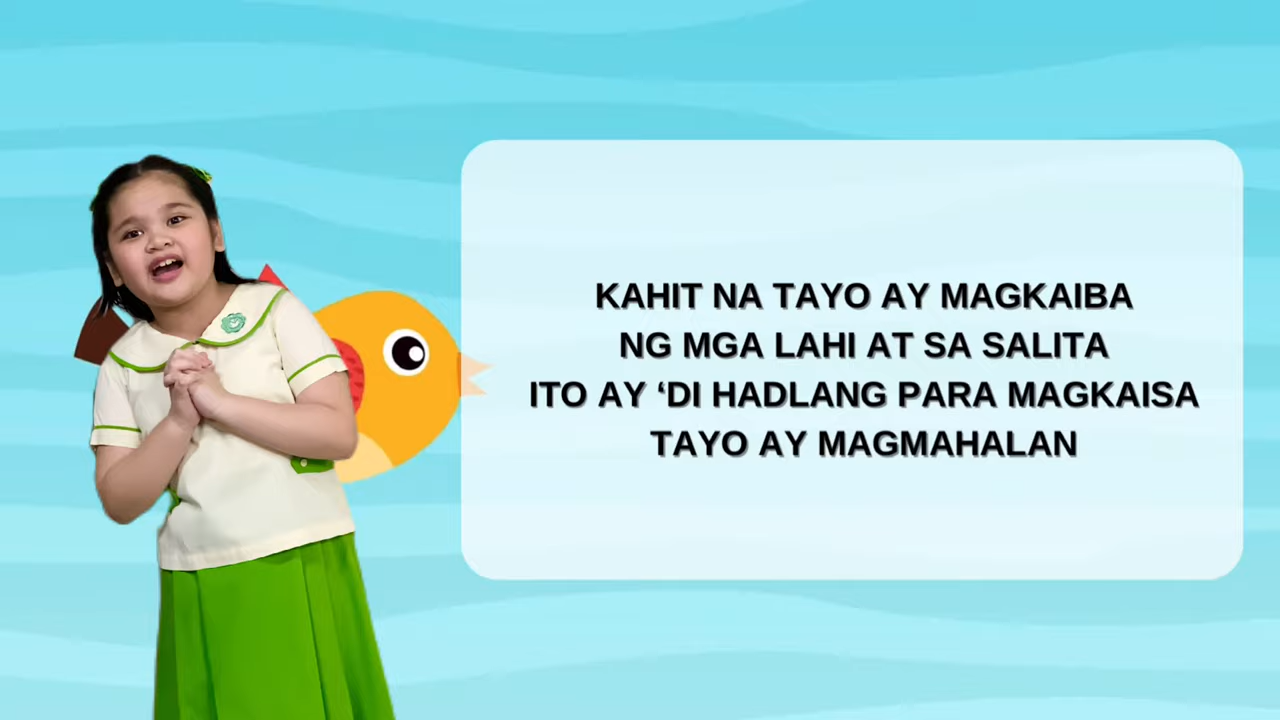 KAHIT NA TAYO AY MAGKAIBA
NG MGA LAHI AT SA SALITA
ITO AY ‘DI HADLANG PARA MAGKAISA
TAYO AY MAGMAHALAN